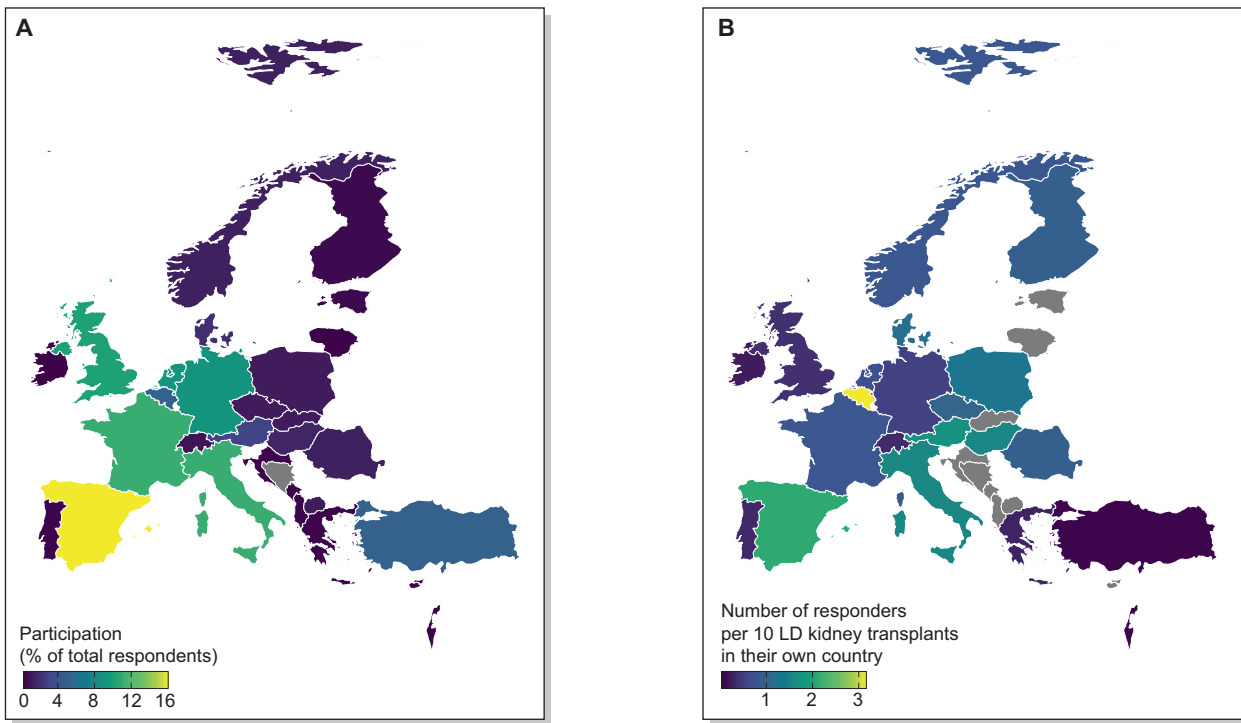 A
Participation
(% of total respondents)
0 4 8 12 16
B
Number of responders
per 10 LD kidney transplants
in their own country
1 2 3